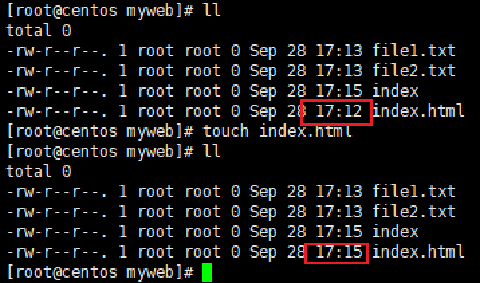 [root@centos myweb]# ll
total 0
-rw-r--r--. 1 root root 0 Sep 28 17:13 file1.txt
-rw-r--r--. 1 root root 0 Sep 28 17:13 file2.txt
-rw-r--r--. 1 root root 0 Sep 28 17:15 index
-rw-r--r--. 1 root root 0 Sep 28 17:12 index.html
[root@centos myweb]# touch index.html
[root@centos myweb]# ll
total 0
-rw-r--r--. 1 root root 0 Sep 28 17:13 file1.txt
-rw-r--r--. 1 root root 0 Sep 28 17:13 file2.txt
-rw-r--r--. 1 root root 0 Sep 28 17:15 index
-rw-r--r--. 1 root root 0 Sep 28 17:15 index.html
[root@centos myweb]#